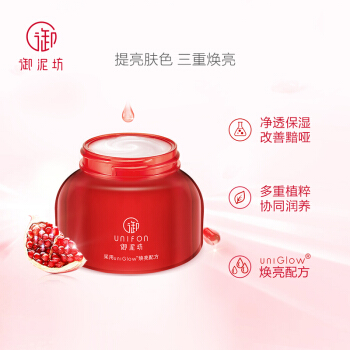 御
御泥坊
提亮肤色 三重焕亮
净透保湿
改善黯哑
多重植粹
协同润养
uniGlow®
焕亮配方
御
UNIFON
御泥坊
采用uniGlow®焕亮配方